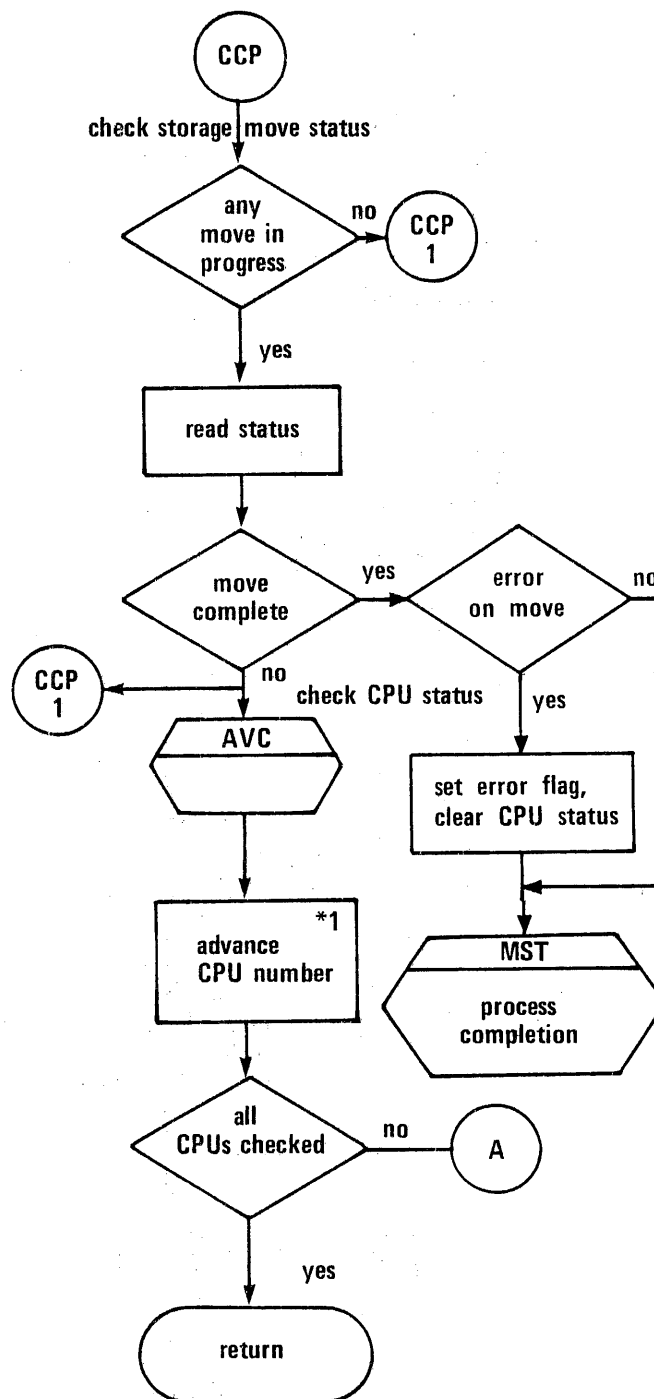 CCP
check storage move status
any
move in
progress
no
CCP
1
yes
read status
move
complete
yes
error
on move
no
no
CCP
1
check CPU status
yes
AVC
set error flag,
clear CPU status
*1
advance
CPU number
MST
process
completion
all
CPUs checked
no
A
yes
return